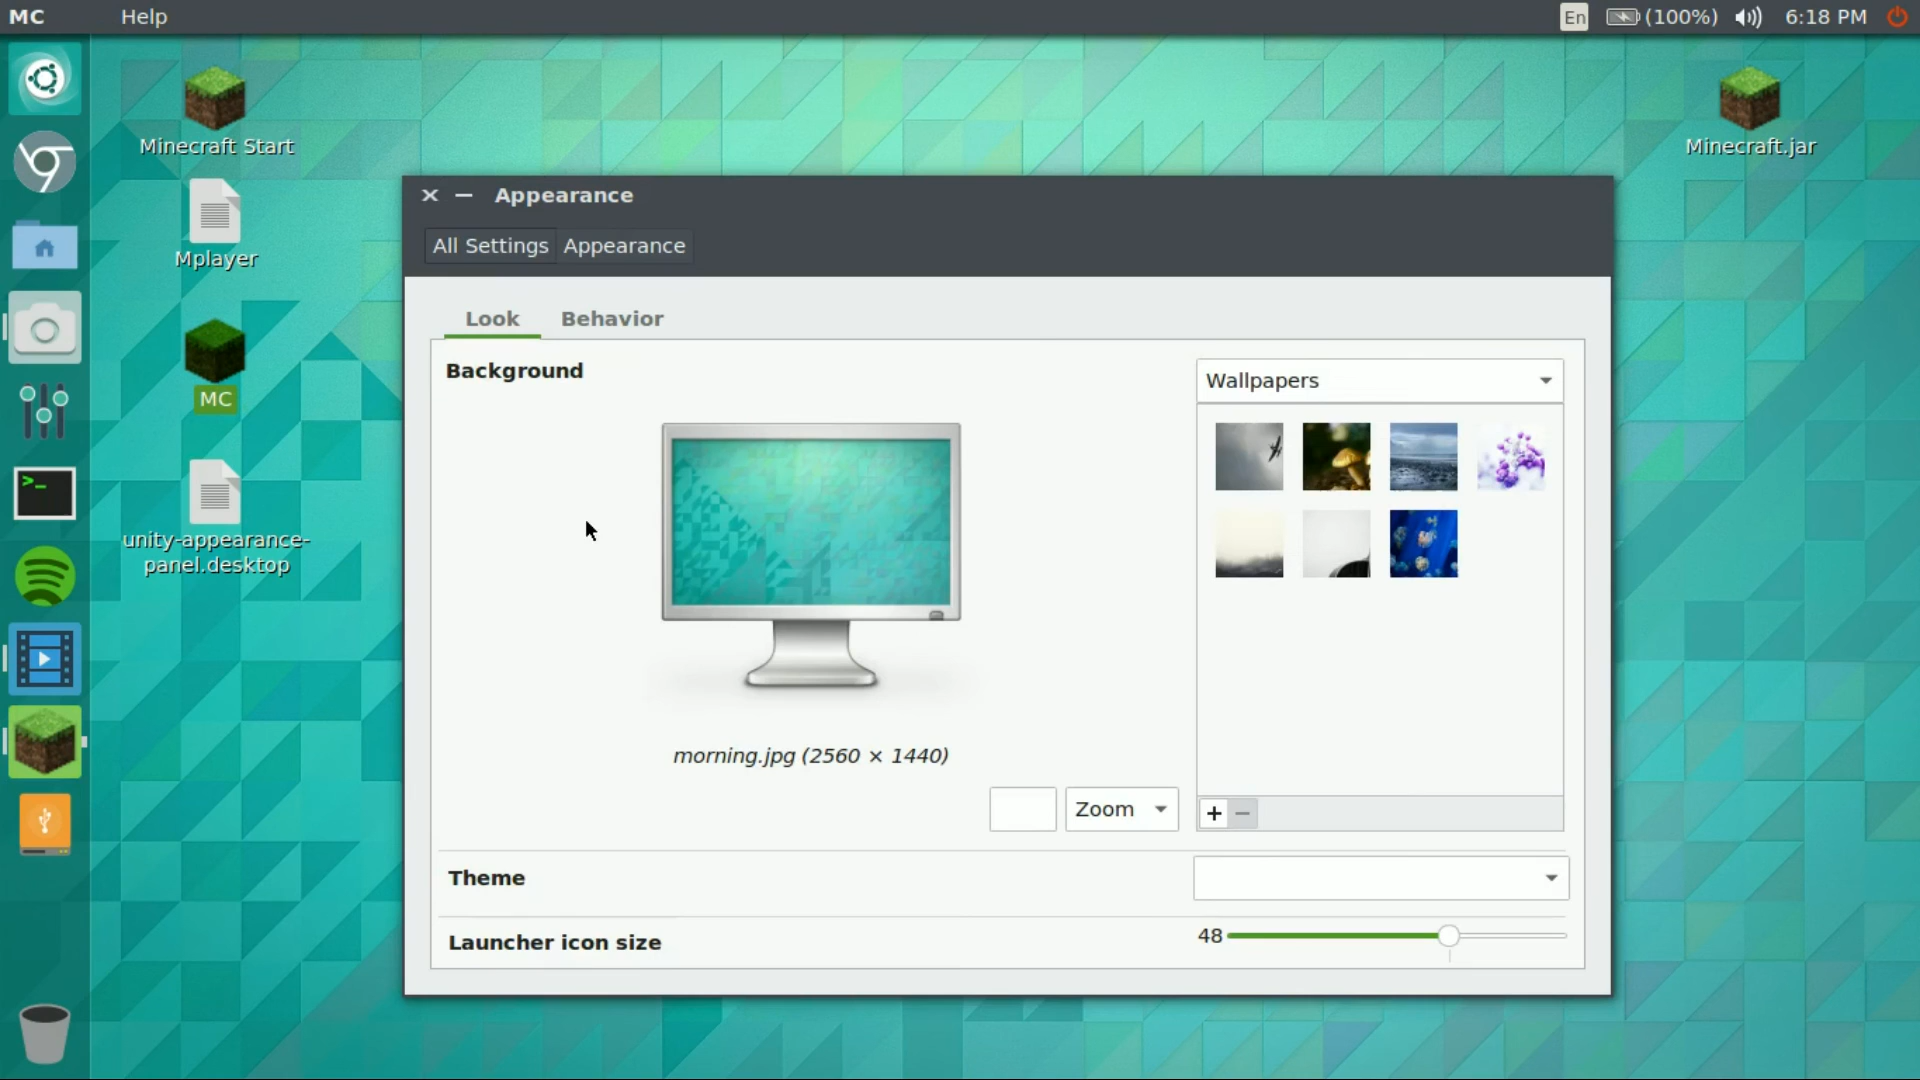 MC
Help
En
(100%)
6:18 PM
Minecraft Start
Minecraft.jar
Mplayer
MC
unity-appearance-
panel.desktop
>_
Appearance
All Settings
Appearance
Look
Behavior
Background
Wallpapers
morning.jpg (2560 × 1440)
Zoom
Theme
Launcher icon size
48